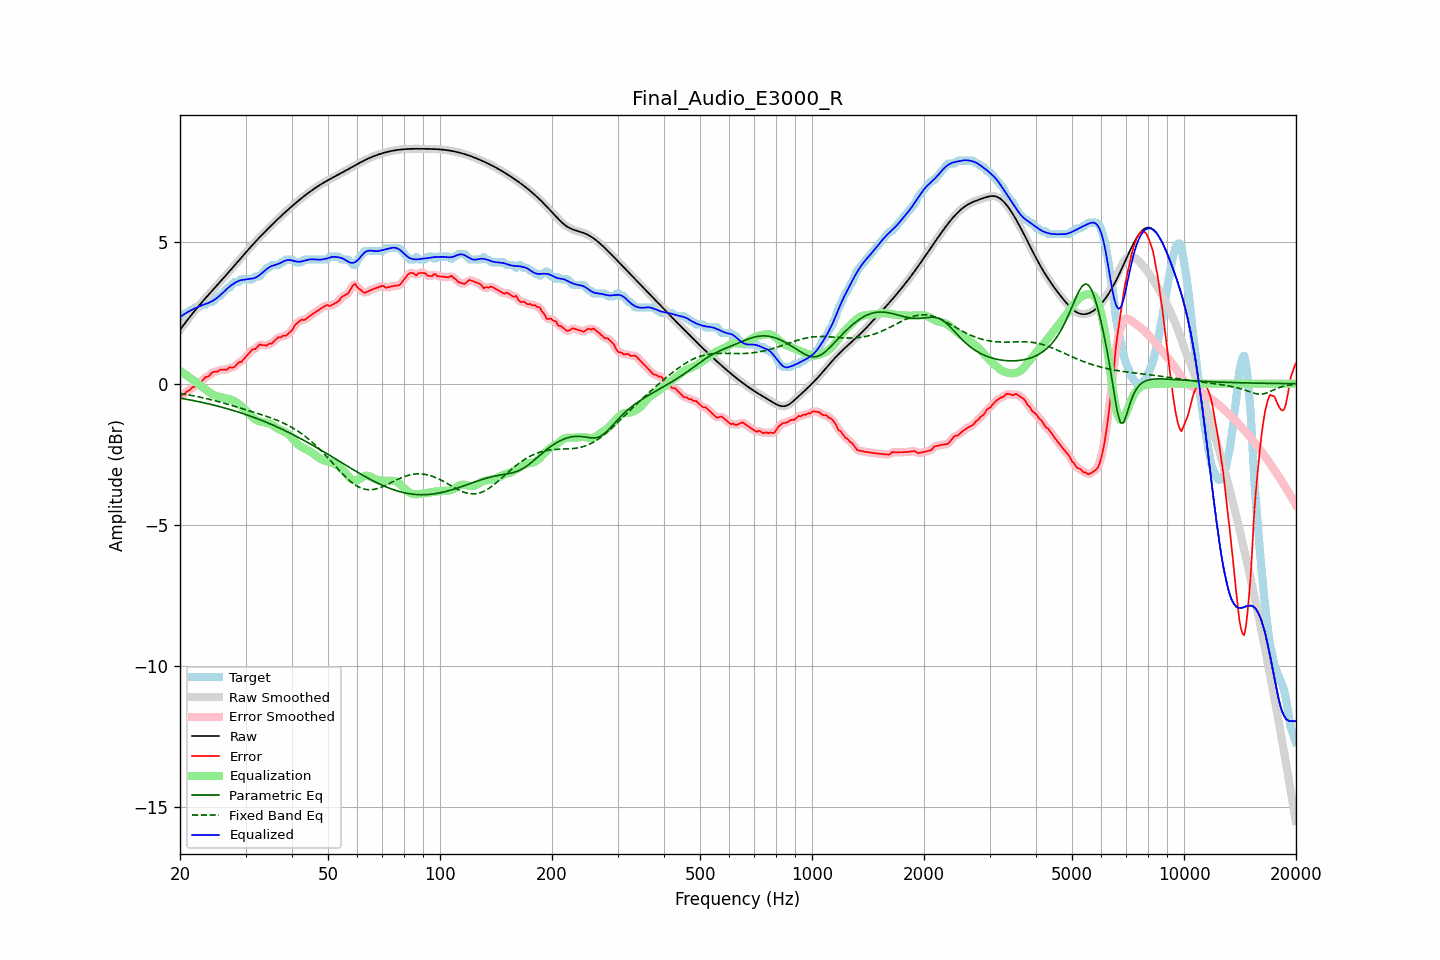 Final_Audio_E3000_R
Amplitude (dBr)
5
0
−5
−10
−15
Target
Raw Smoothed
Error Smoothed
Raw
Error
Equalization
Parametric Eq
Fixed Band Eq
Equalized
20 50 100 200 500 1000 2000 5000 10000 20000
Frequency (Hz)